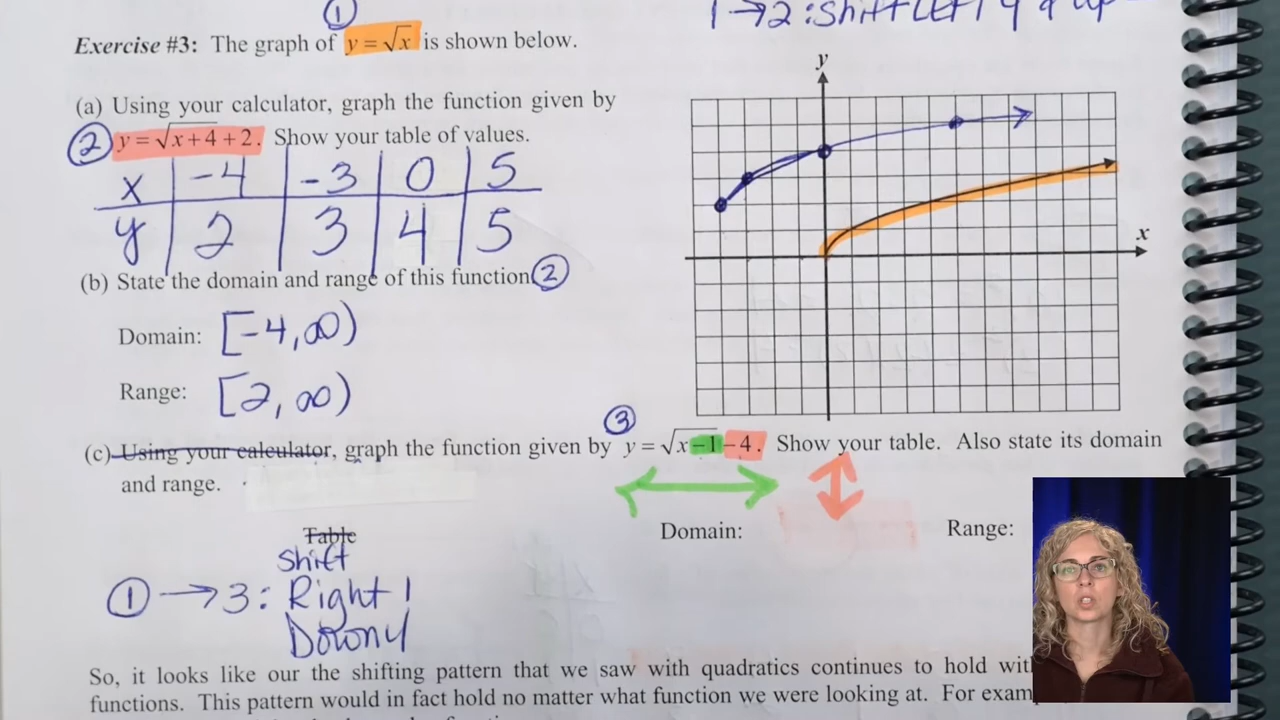 ①
1 → 2 : Shift LEFT 4 & up
Exercise #3: The graph of y = √x is shown below.
y
(a) Using your calculator, graph the function given by
② y = √x+4 + 2. Show your table of values.
x -4 -3 0 5
y 2 3 4 5
x
(b) State the domain and range of this function ②
Domain: [-4,∞)
Range: [2,∞)
③
(c) Using your calculator, graph the function given by y = √x−1 − 4. Show your table. Also state its domain
and range.
Domain: Range:
Table
Shift
① → 3: Right 1
Down 4
So, it looks like our the shifting pattern that we saw with quadratics continues to hold
functions. This pattern would in fact hold no matter what function we were looking at. For